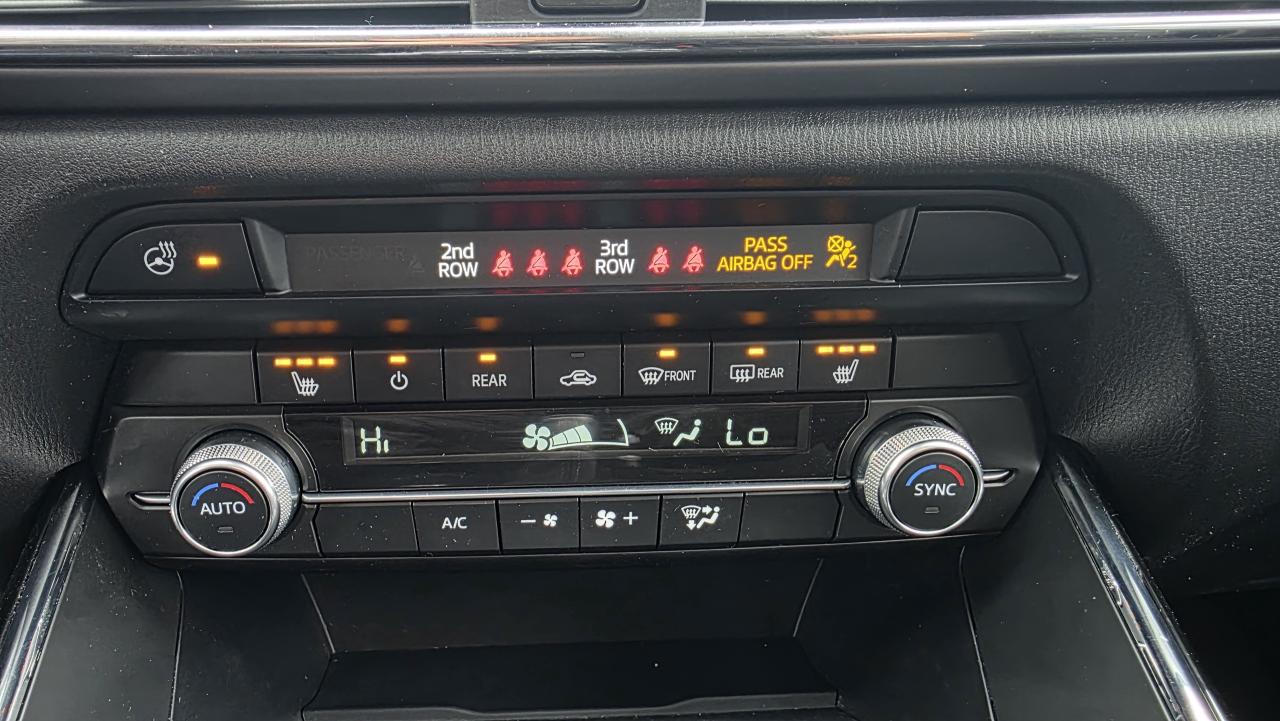 PASSENGER
2nd
ROW
3rd
ROW
PASS
AIRBAG OFF
2
REAR
FRONT
REAR
Hi
Lo
AUTO
SYNC
A/C